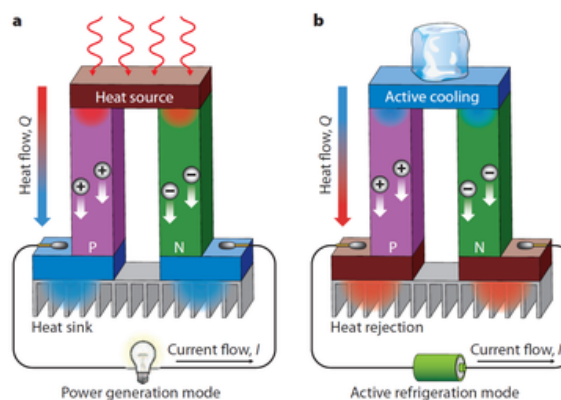 a
Heat source
Heat flow, Q
+
+
−
−
P
N
Heat sink
Current flow, I
Power generation mode
b
Active cooling
Heat flow, Q
+
+
−
−
P
N
Heat rejection
Current flow, I
Active refrigeration mode